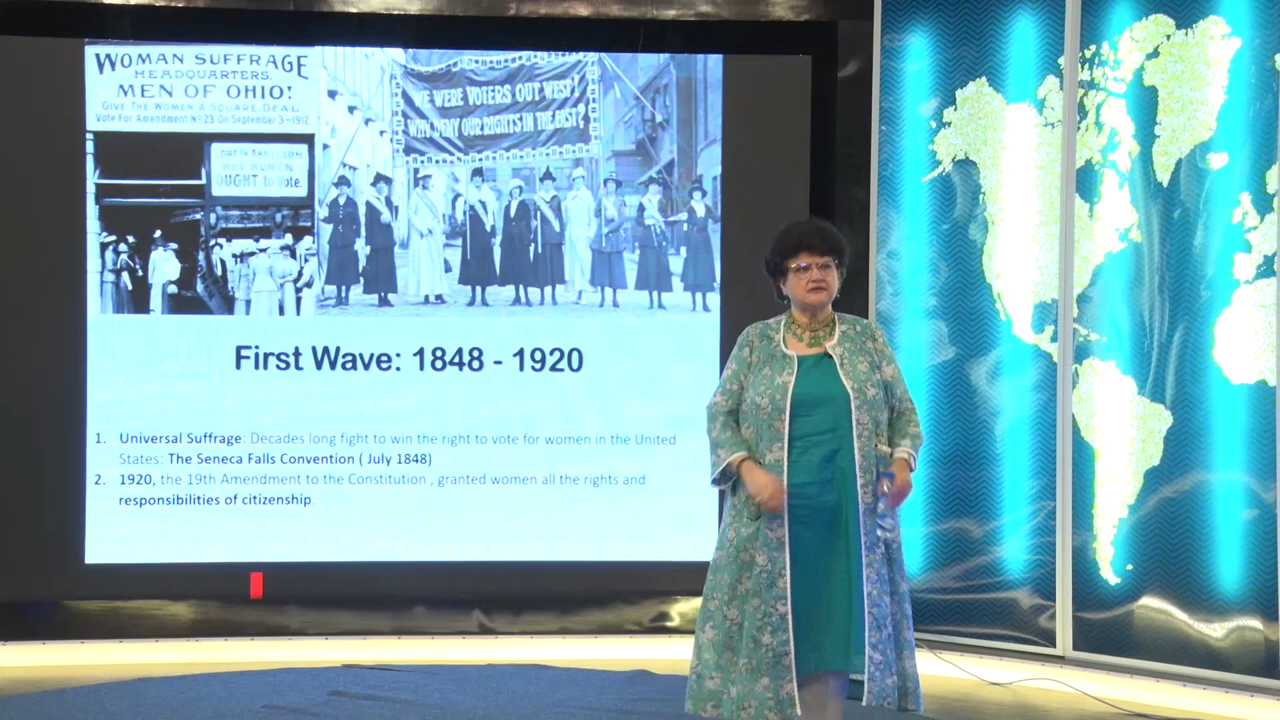 WOMAN SUFFRAGE
HEADQUARTERS.
MEN OF OHIO!
GIVE THE WOMEN A SQUARE DEAL
Vote For Amendment Nº23 On September 3-1912
WOMEN
OUGHT to Vote.
WE WERE VOTERS OUT WEST!
WHY DENY OUR RIGHTS IN THE EAST?
First Wave: 1848 - 1920
1. Universal Suffrage: Decades long fight to win the right to vote for women in the United
States: The Seneca Falls Convention ( July 1848)
2. 1920, the 19th Amendment to the Constitution , granted women all the rights and
responsibilities of citizenship.